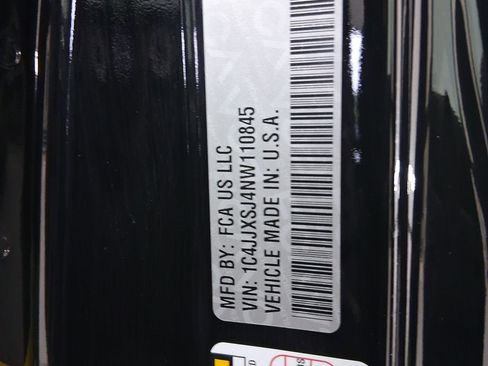 MFD BY: FCA US LLC
VIN: 1C4JJXSJ4NW110845
VEHICLE MADE IN: U.S.A.